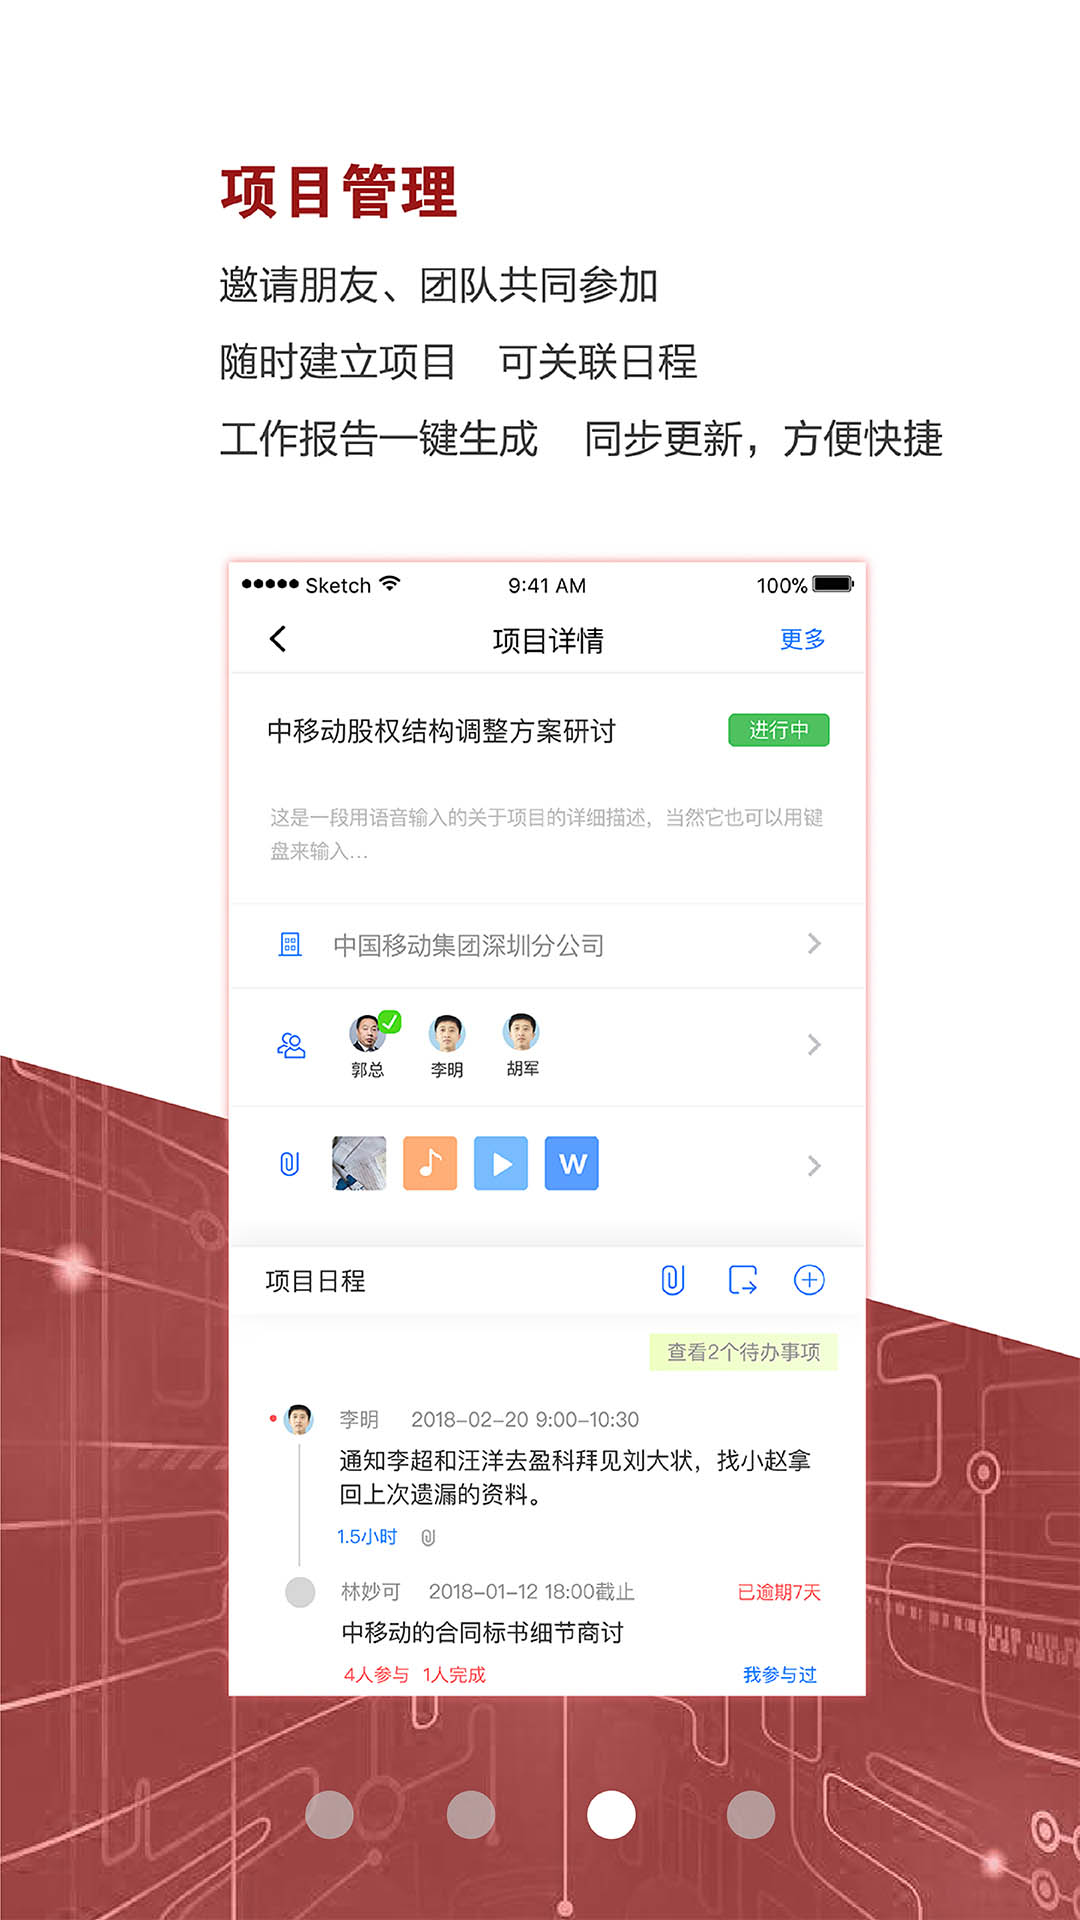 项目管理
邀请朋友、团队共同参加
随时建立项目 可关联日程
工作报告一键生成 同步更新，方便快捷
Sketch 9:41 AM 100%
项目详情 更多
中移动股权结构调整方案研讨 进行中
这是一段用语音输入的关于项目的详细描述，当然它也可以用键
盘来输入...
中国移动集团深圳分公司
郭总 李明 胡军
W
项目日程
查看2个待办事项
李明 2018-02-20 9:00-10:30
通知李超和汪洋去盈科拜见刘大状，找小赵拿
回上次遗漏的资料。
1.5小时
林妙可 2018-01-12 18:00截止 已逾期7天
中移动的合同标书细节商讨
4人参与 1人完成 我参与过